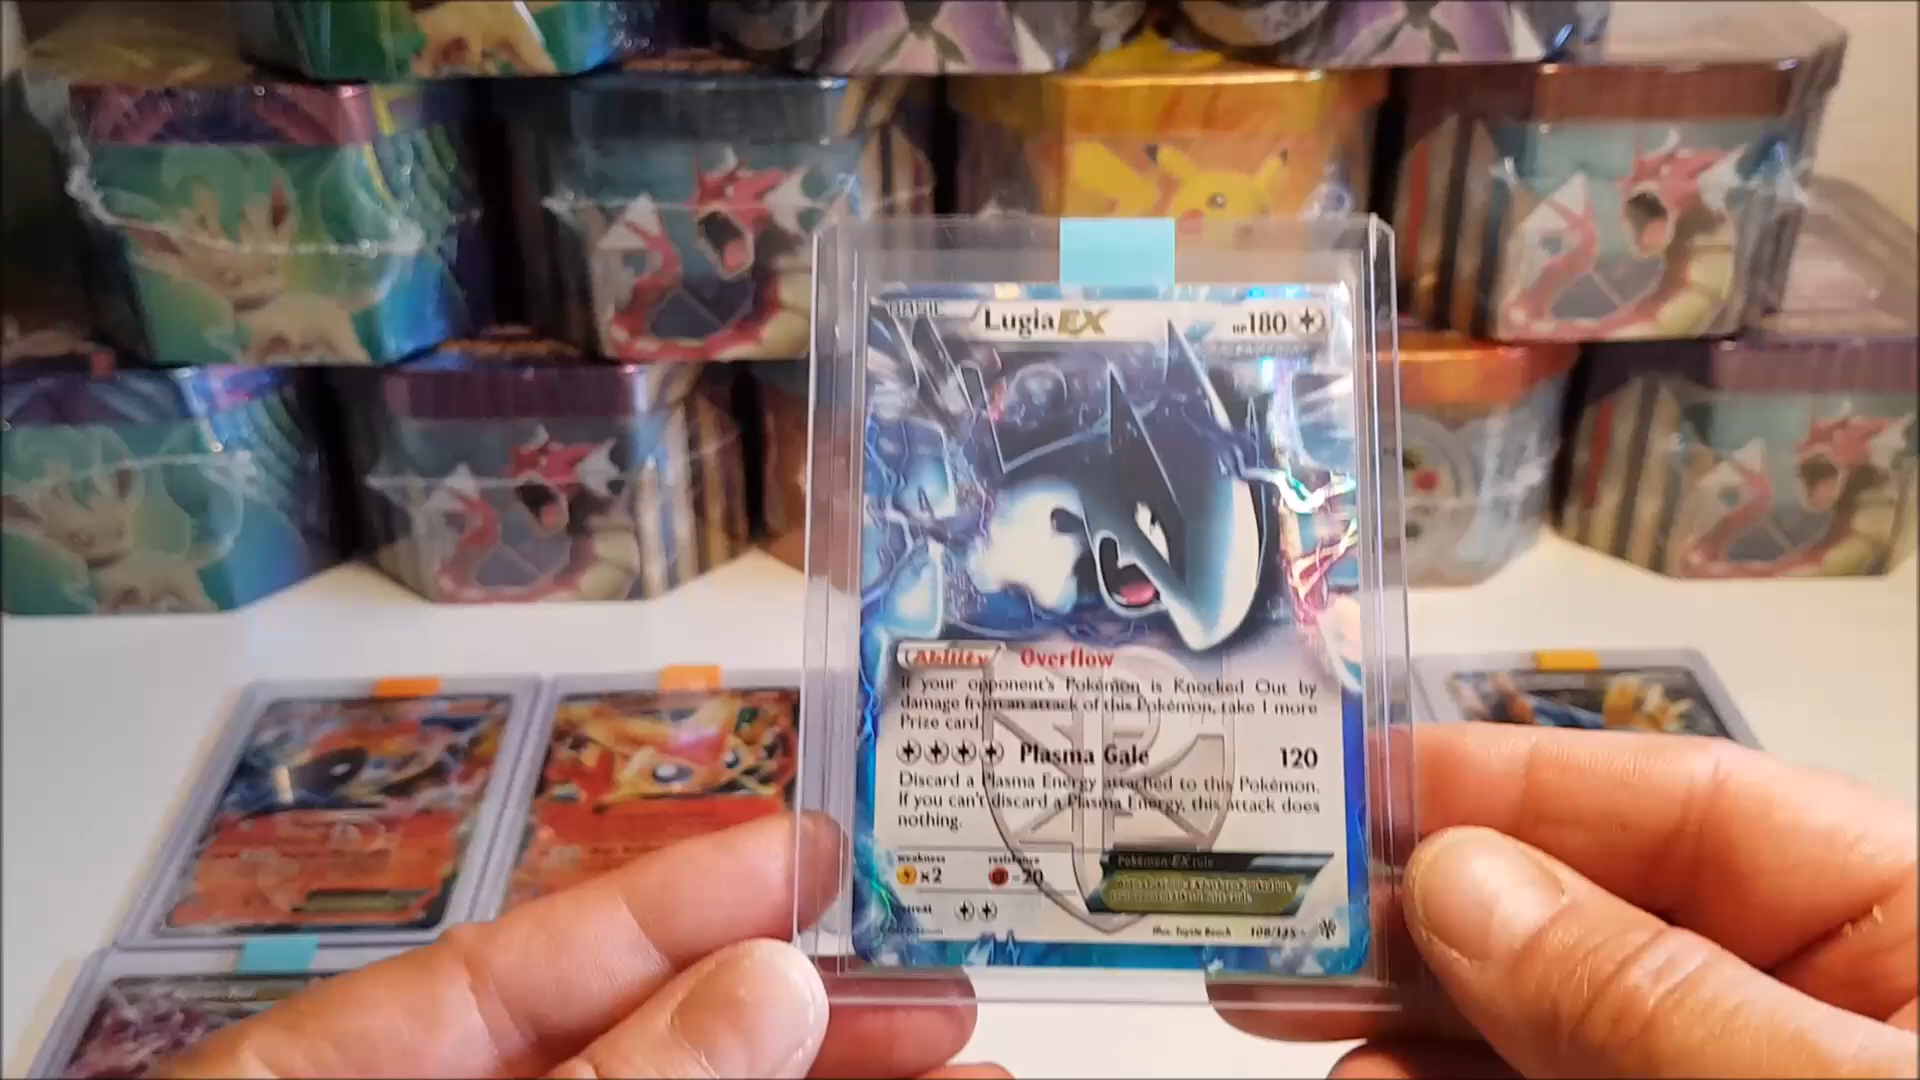 BASIC
LugiaEX HP180
Ability Overflow
If your opponent's Pokémon is Knocked Out by
damage from an attack of this Pokémon, take 1 more
Prize card.
Plasma Gale 120
Discard a Plasma Energy attached to this Pokémon.
If you can't discard a Plasma Energy, this attack does
nothing.
weakness resistance
×2 -20
Pokémon-EX rule
retreat
Illus. Toyste Beach 108/135